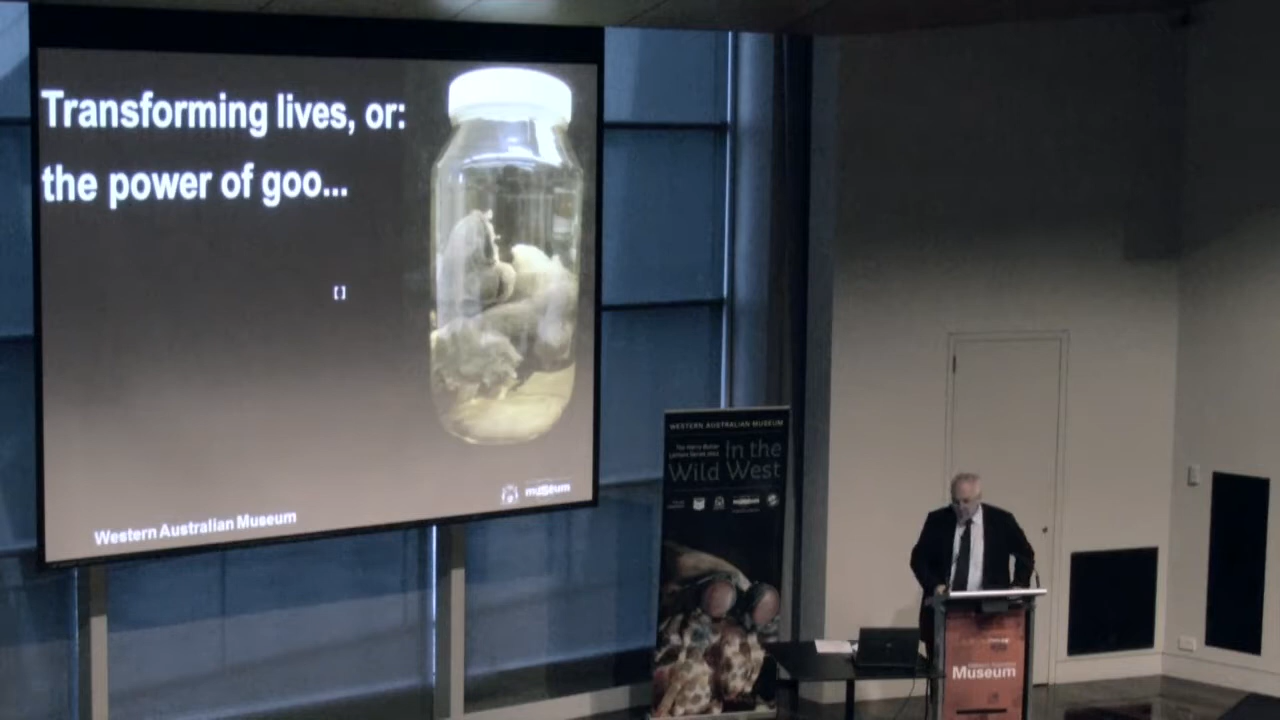 Transforming lives, or:
the power of goo...
[]
museum
Western Australian Museum
WESTERN AUSTRALIAN MUSEUM
In the
Wild West
Museum